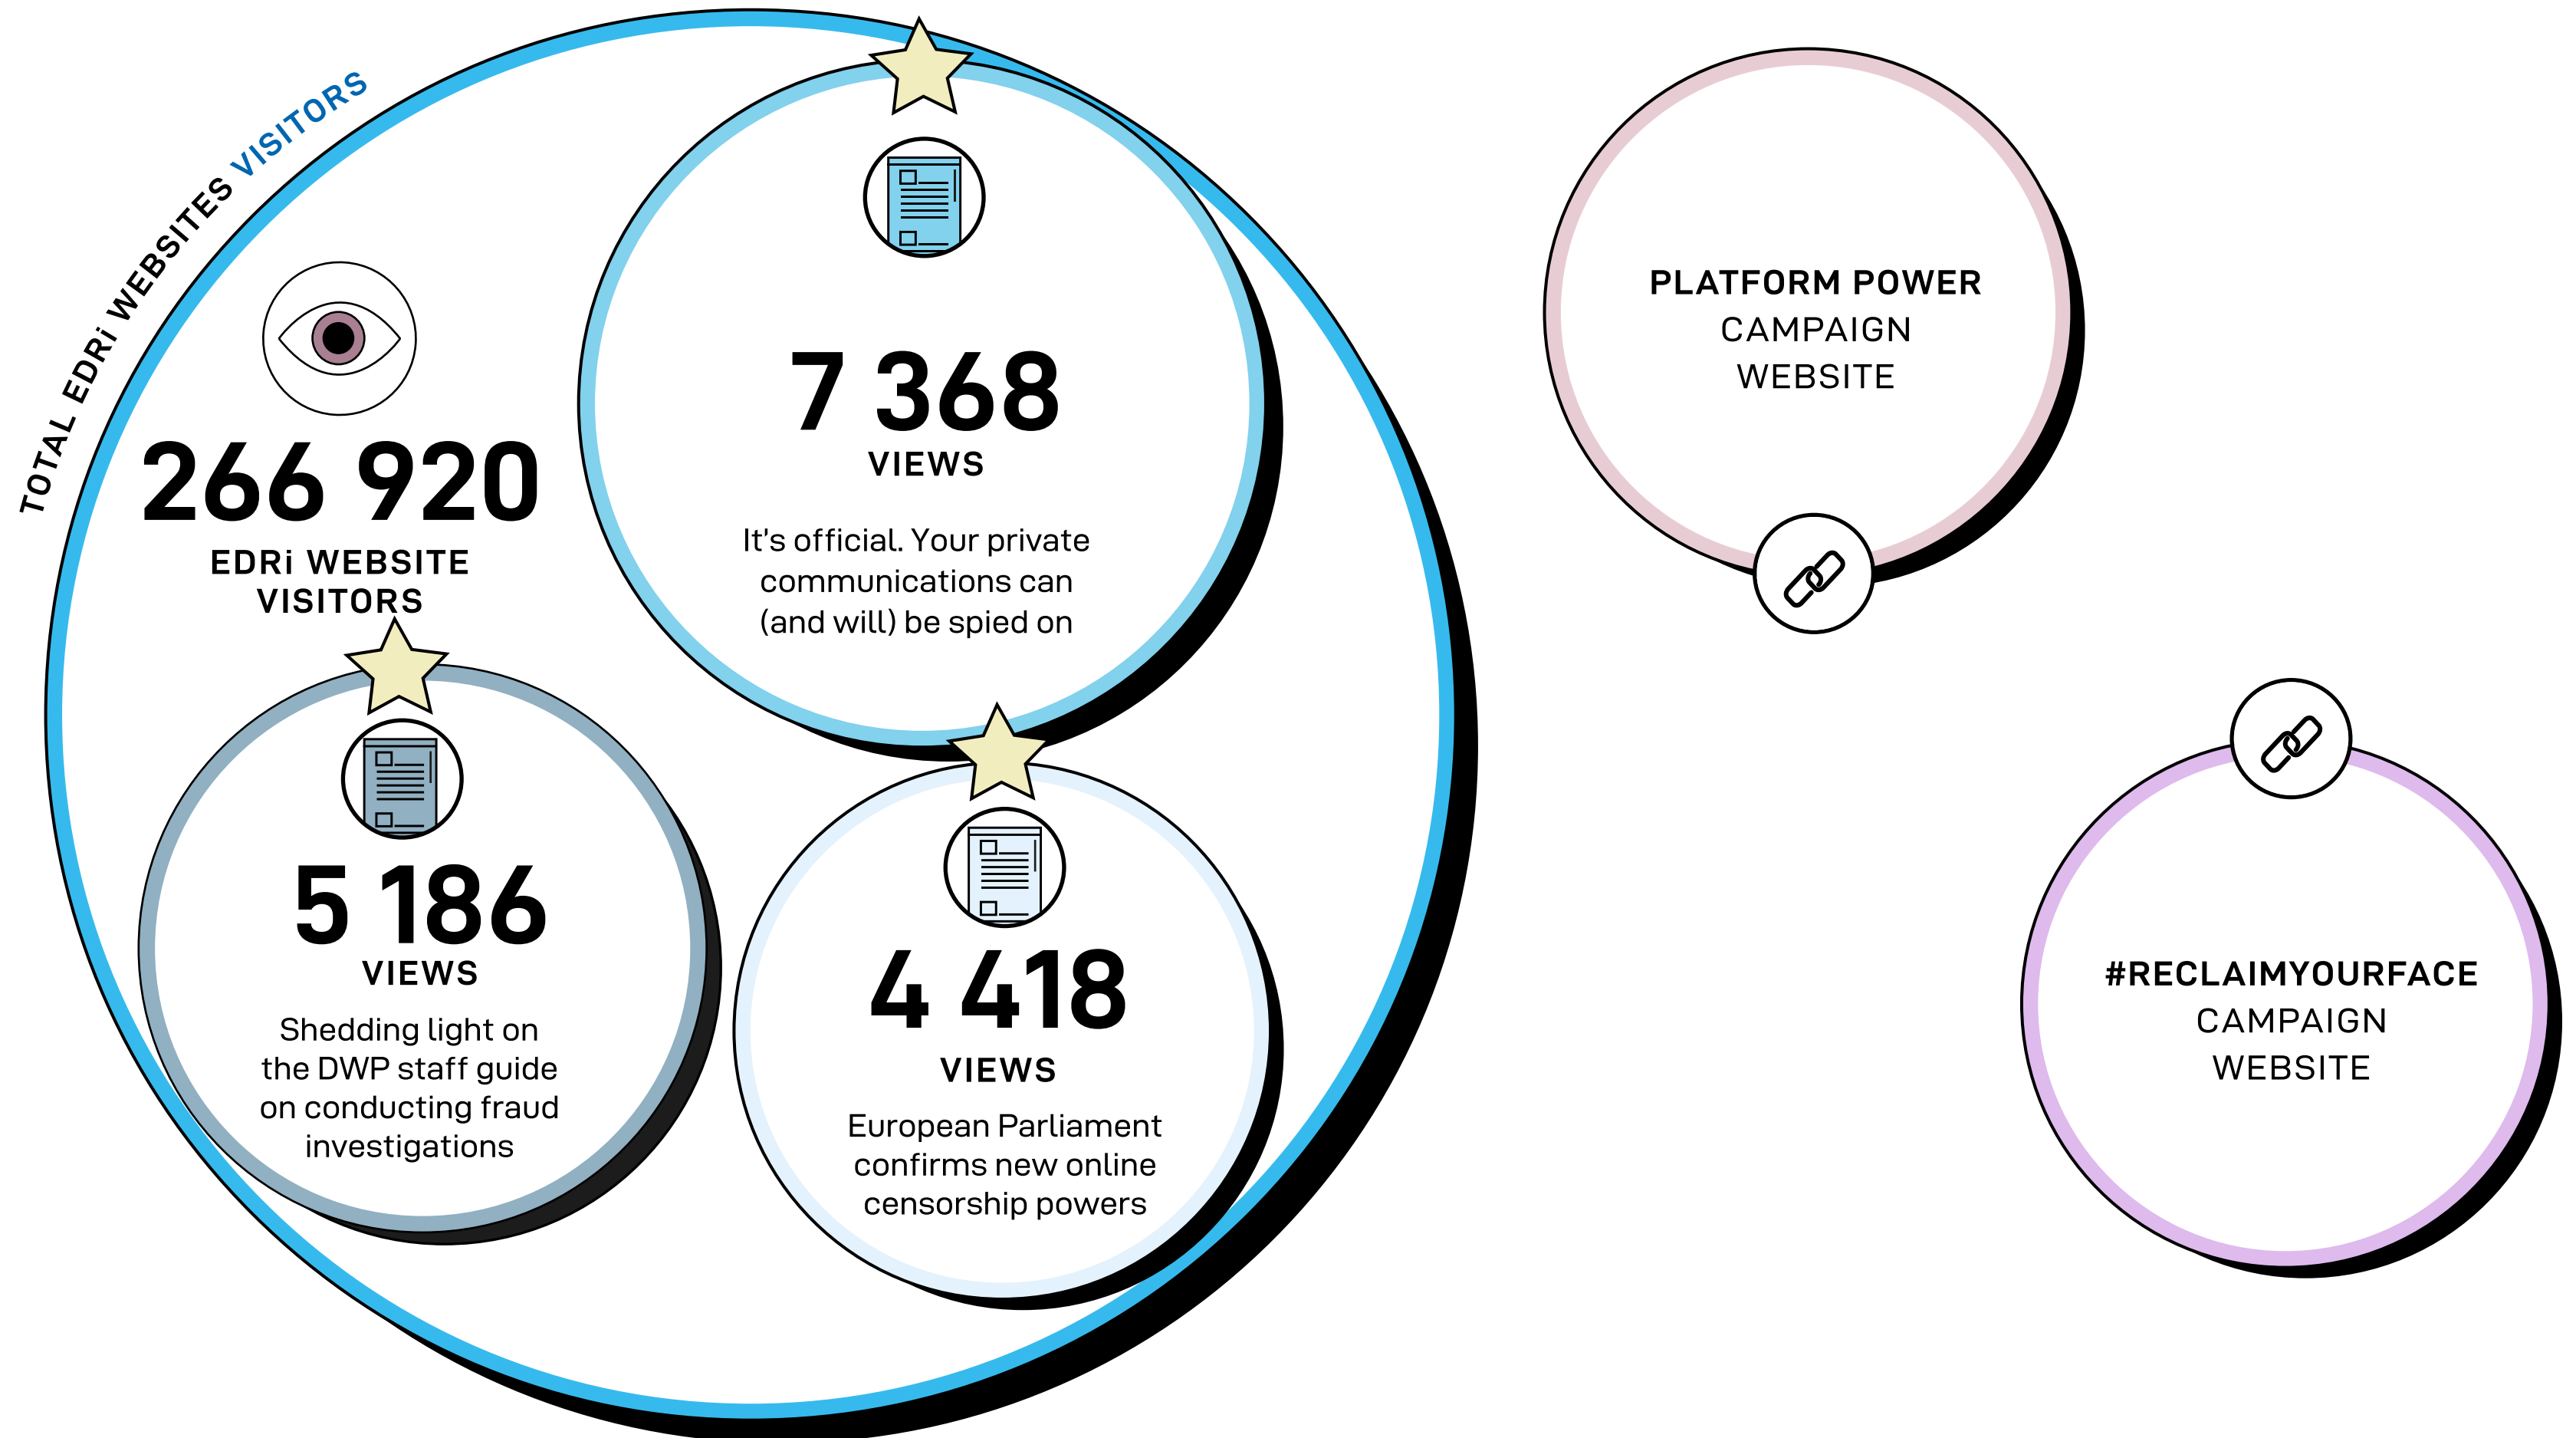 TOTAL EDRi WEBSITES VISITORS
266 920
EDRi WEBSITE
VISITORS
7 368
VIEWS
It's official. Your private
communications can
(and will) be spied on
5 186
VIEWS
Shedding light on
the DWP staff guide
on conducting fraud
investigations
4 418
VIEWS
European Parliament
confirms new online
censorship powers
PLATFORM POWER
CAMPAIGN
WEBSITE
#RECLAIMYOURFACE
CAMPAIGN
WEBSITE